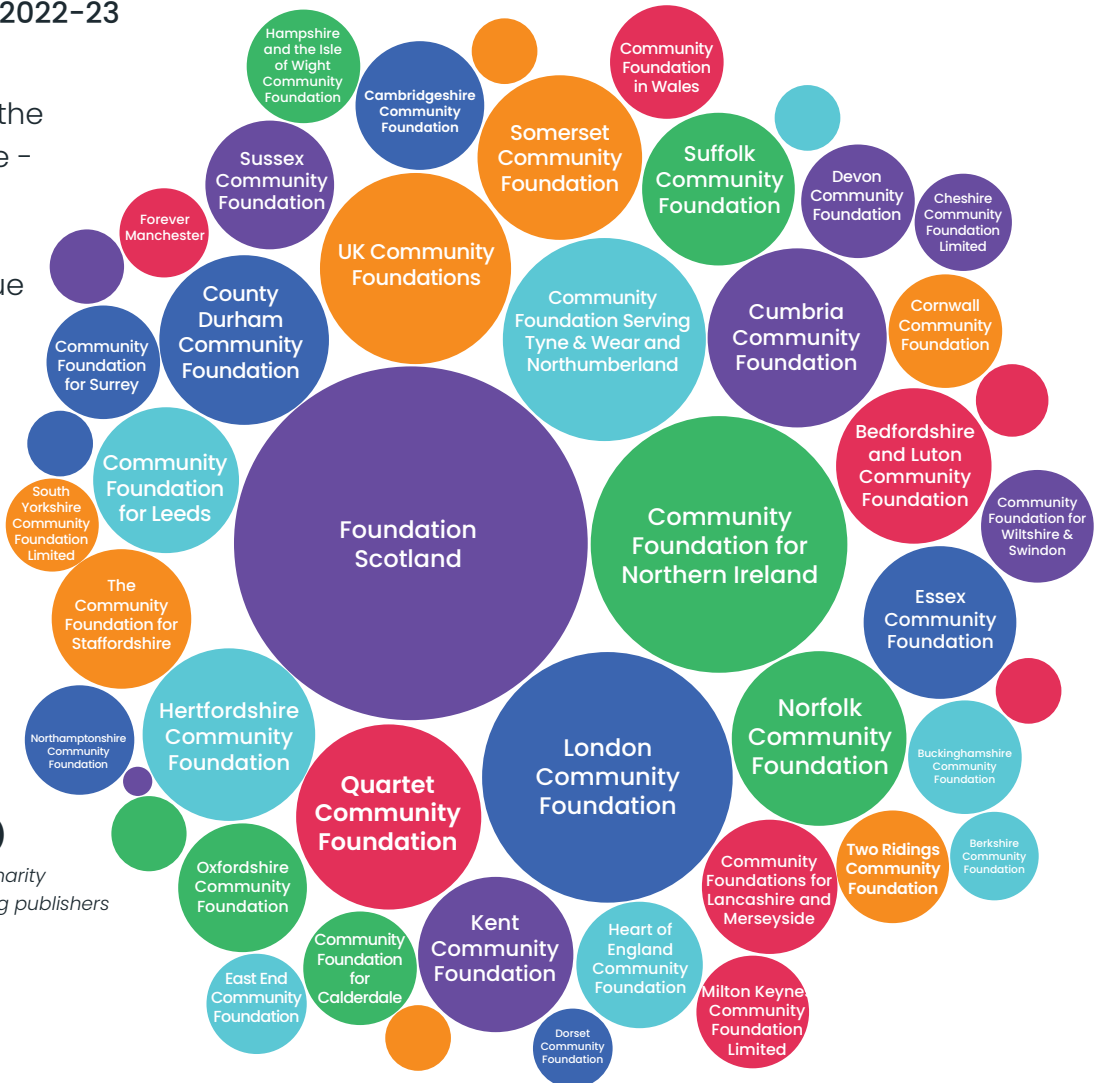 2022-23
the
e -
ue
)
harity
g publishers
Hampshire
and the Isle
of Wight
Community
Foundation
Cambridgeshire
Community
Foundation
Community
Foundation
in Wales
Somerset
Community
Foundation
Suffolk
Community
Foundation
Sussex
Community
Foundation
Devon
Community
Foundation
Cheshire
Community
Foundation
Limited
Forever
Manchester
UK Community
Foundations
County
Durham
Community
Foundation
Community
Foundation Serving
Tyne & Wear and
Northumberland
Cumbria
Community
Foundation
Cornwall
Community
Foundation
Community
Foundation
for Surrey
Bedfordshire
and Luton
Community
Foundation
Community
Foundation
for Leeds
South
Yorkshire
Community
Foundation
Limited
Foundation
Scotland
Community
Foundation for
Northern Ireland
Community
Foundation for
Wiltshire &
Swindon
The
Community
Foundation for
Staffordshire
Essex
Community
Foundation
Northamptonshire
Community
Foundation
Hertfordshire
Community
Foundation
Quartet
Community
Foundation
London
Community
Foundation
Norfolk
Community
Foundation
Buckinghamshire
Community
Foundation
Two Ridings
Community
Foundation
Berkshire
Community
Foundation
Oxfordshire
Community
Foundation
Community
Foundations for
Lancashire and
Merseyside
Kent
Community
Foundation
Heart of
England
Community
Foundation
Community
Foundation
for
Calderdale
East End
Community
Foundation
Milton Keyne
Community
Foundation
Limited
Dorset
Community
Foundation